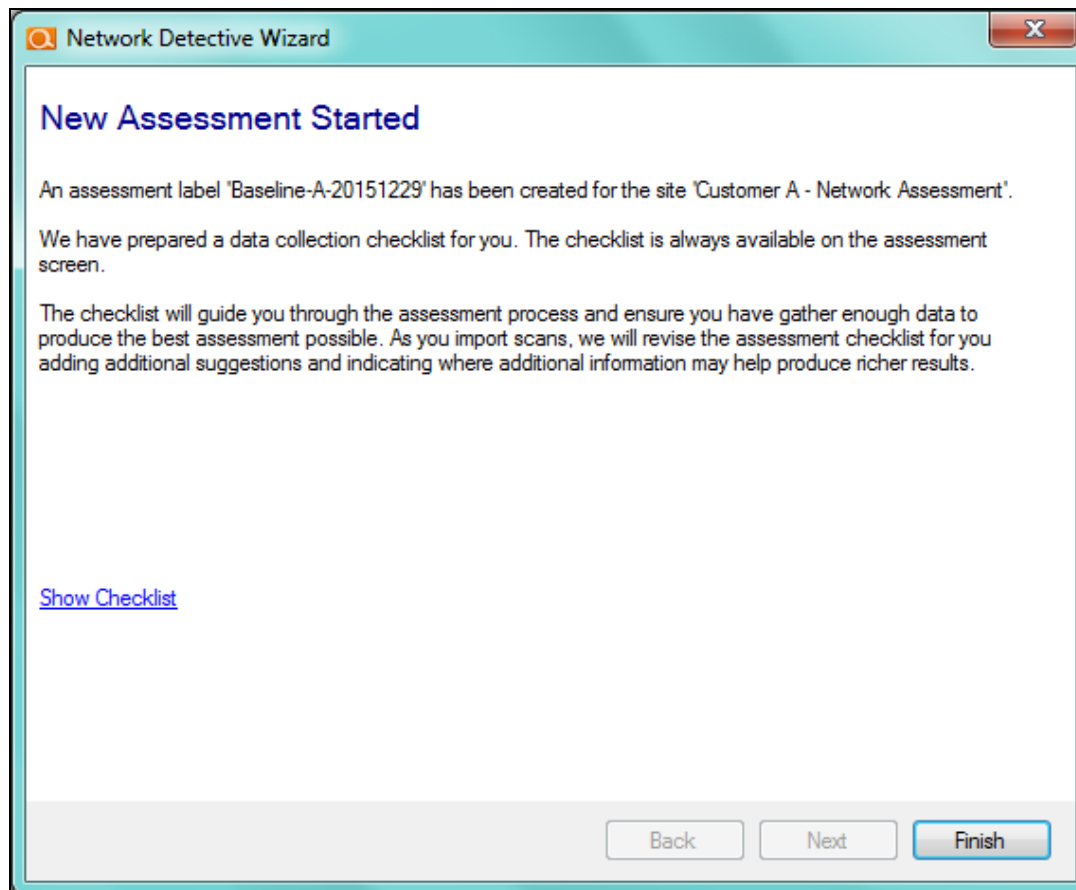 Network Detective Wizard
X
New Assessment Started
An assessment label 'Baseline-A-20151229' has been created for the site 'Customer A - Network Assessment'.
We have prepared a data collection checklist for you. The checklist is always available on the assessment
screen.
The checklist will guide you through the assessment process and ensure you have gather enough data to
produce the best assessment possible. As you import scans, we will revise the assessment checklist for you
adding additional suggestions and indicating where additional information may help produce richer results.
Show Checklist
Back Next Finish